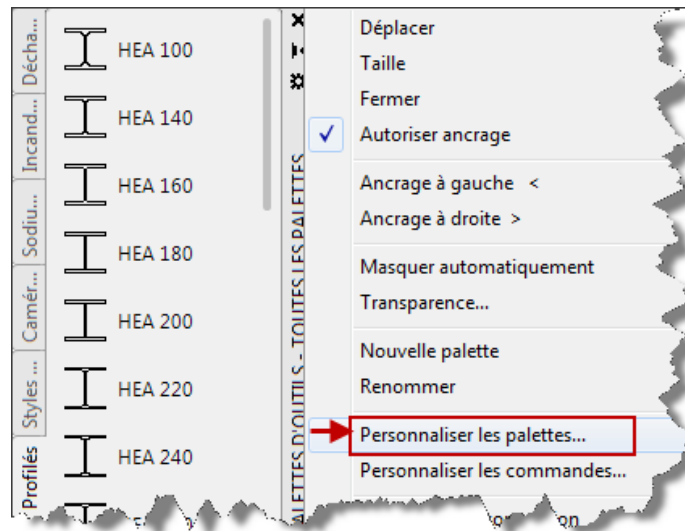 Décha...
Incand...
Sodiu...
Camér...
Styles ...
Profilés
HEA 100
HEA 140
HEA 160
HEA 180
HEA 200
HEA 220
HEA 240
ALETTES D'OUTILS - TOUTES LES PALETTES
Déplacer
Taille
Fermer
Autoriser ancrage
Ancrage à gauche <
Ancrage à droite >
Masquer automatiquement
Transparence...
Nouvelle palette
Renommer
Personnaliser les palettes...
Personnaliser les commandes...